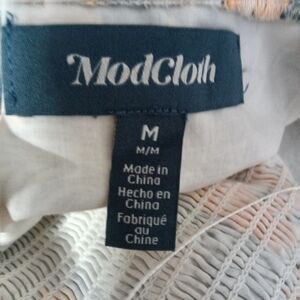 ModCloth
M
M/M
Made in
China
Hecho en
China
Fabriqué
au
Chine